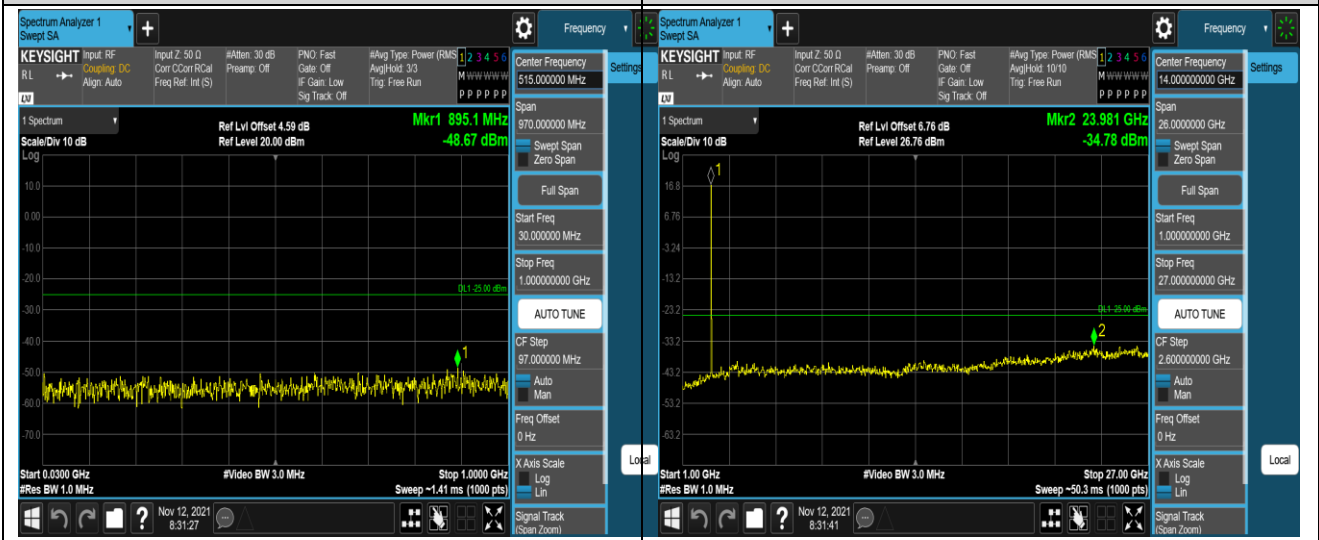 Spectrum Analyzer 1
Swept SA
Frequency
KEYSIGHT
RL
LXI
Input: RF
Coupling: DC
Align: Auto
Input Z: 50 Ω
Corr CCorr RCal
Freq Ref: Int (S)
#Atten: 30 dB
Preamp: Off
PNO: Fast
Gate: Off
IF Gain: Low
Sig Track: Off
#Avg Type: Power (RMS
Avg|Hold: 3/3
Trig: Free Run
1 2 3 4 5 6
M W W W W W
P P P P P P
1 Spectrum
Scale/Div 10 dB
Log
Ref Lvl Offset 4.59 dB
Ref Level 20.00 dBm
Mkr1 895.1 MHz
-48.67 dBm
10.0
0.00
-10.0
-20.0
DL1 -25.00 dBm
-30.0
-40.0
1
-50.0
-60.0
-70.0
Start 0.0300 GHz
#Res BW 1.0 MHz
#Video BW 3.0 MHz
Stop 1.0000 GHz
Sweep ~1.41 ms (1000 pts)
Nov 12, 2021
8:31:27
Center Frequency
515.000000 MHz
Span
970.000000 MHz
Swept Span
Zero Span
Full Span
Start Freq
30.000000 MHz
Stop Freq
1.000000000 GHz
AUTO TUNE
CF Step
97.000000 MHz
Auto
Man
Freq Offset
0 Hz
X Axis Scale
Log
Lin
Signal Track
(Span Zoom)
Settings
Local
Spectrum Analyzer 1
Swept SA
Frequency
KEYSIGHT
RL
LXI
Input: RF
Coupling: DC
Align: Auto
Input Z: 50 Ω
Corr CCorr RCal
Freq Ref: Int (S)
#Atten: 30 dB
Preamp: Off
PNO: Fast
Gate: Off
IF Gain: Low
Sig Track: Off
#Avg Type: Power (RMS
Avg|Hold: 10/10
Trig: Free Run
1 2 3 4 5 6
M W W W W W
P P P P P P
1 Spectrum
Scale/Div 10 dB
Log
Ref Lvl Offset 6.76 dB
Ref Level 26.76 dBm
Mkr2 23.981 GHz
-34.78 dBm
1
16.8
6.76
-3.24
-13.2
DL1 -25.00 dBm
-23.2
2
-33.2
-43.2
-53.2
-63.2
Start 1.00 GHz
#Res BW 1.0 MHz
#Video BW 3.0 MHz
Stop 27.00 GHz
Sweep ~50.3 ms (1000 pts)
Nov 12, 2021
8:31:41
Center Frequency
14.000000000 GHz
Span
26.0000000 GHz
Swept Span
Zero Span
Full Span
Start Freq
1.000000000 GHz
Stop Freq
27.000000000 GHz
AUTO TUNE
CF Step
2.600000000 GHz
Auto
Man
Freq Offset
0 Hz
X Axis Scale
Log
Lin
Signal Track
(Span Zoom)
Settings
Local